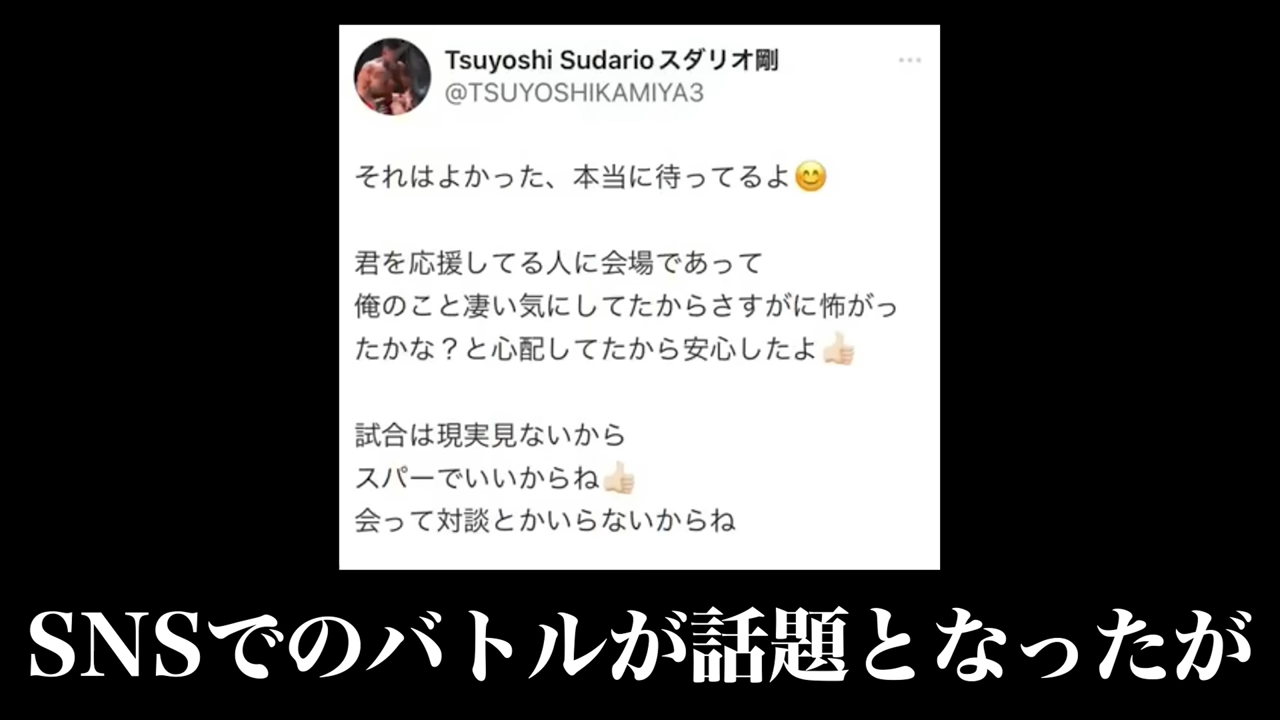 Tsuyoshi Sudarioスダリオ剛
@TSUYOSHIKAMIYA3
それはよかった、本当に待ってるよ😊
君を応援してる人に会場であって
俺のこと凄い気にしてたからさすがに怖がっ
たかな？と心配してたから安心したよ👍🏻
試合は現実見ないから
スパーでいいからね👍🏻
会って対談とかいらないからね
SNSでのバトルが話題となったが